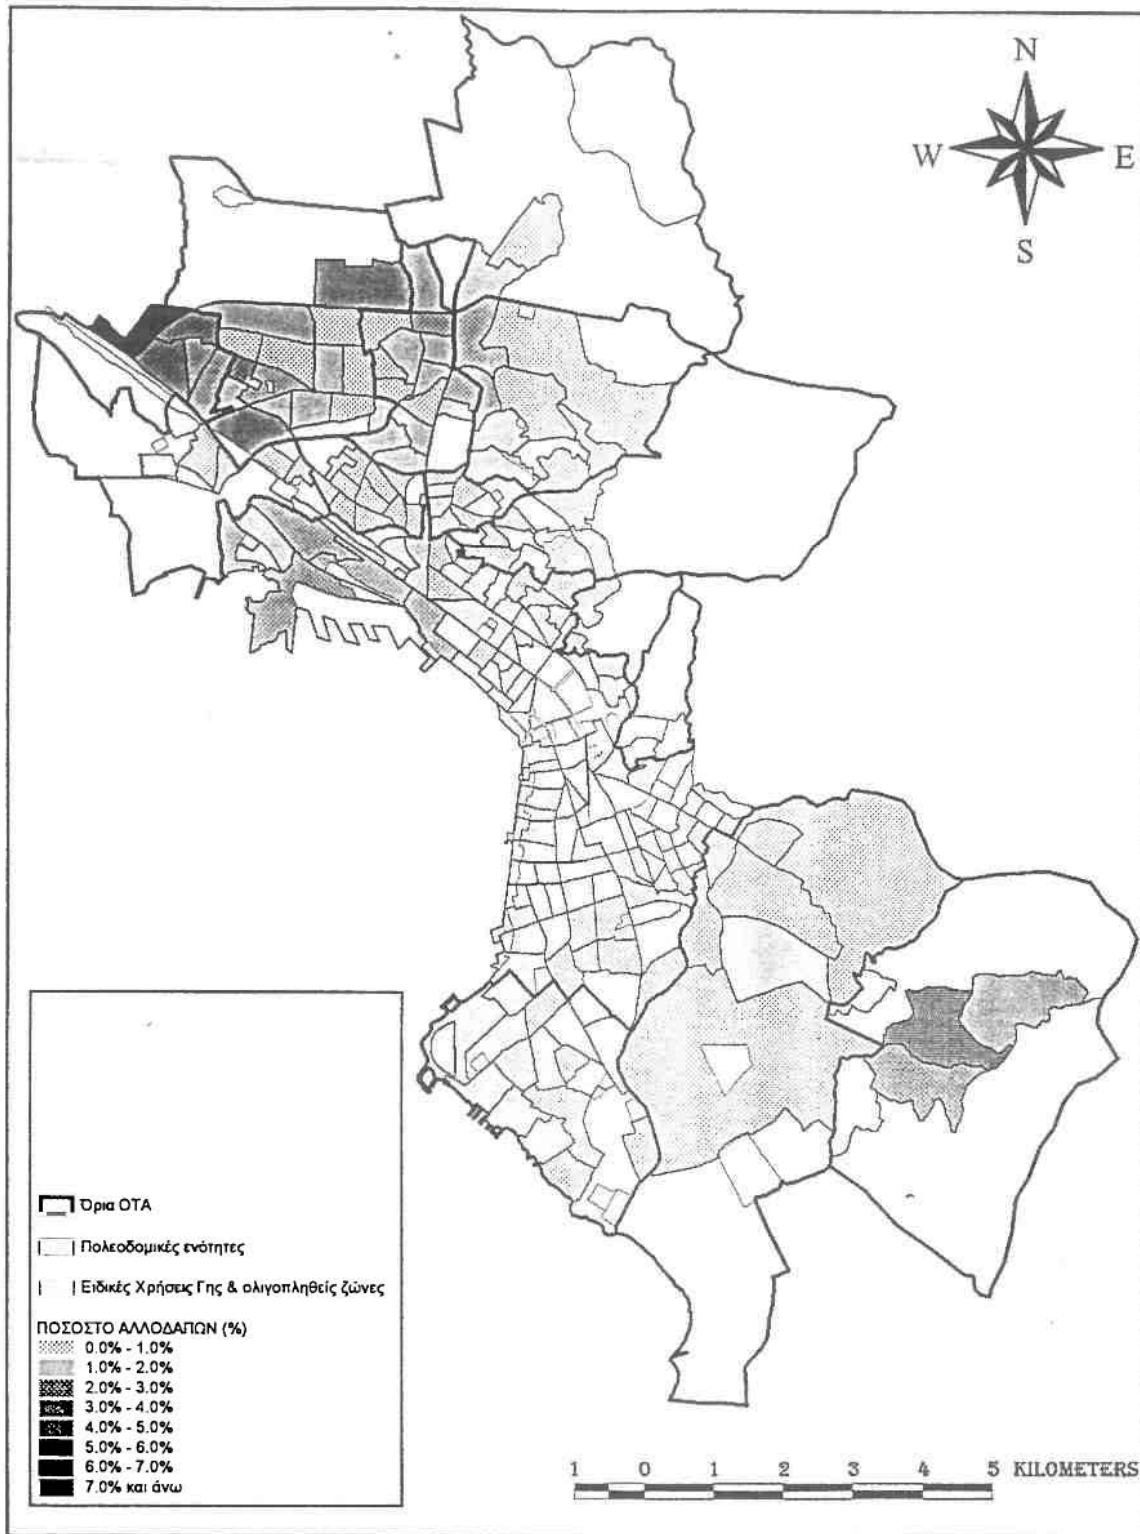 N
W E
S
Όρια ΟΤΑ
Πολεοδομικές ενότητες
Ειδικές Χρήσεις Γης & ολιγοπληθείς ζώνες
ΠΟΣΟΣΤΟ ΑΛΛΟΔΑΠΩΝ (%)
0.0% - 1.0%
1.0% - 2.0%
2.0% - 3.0%
3.0% - 4.0%
4.0% - 5.0%
5.0% - 6.0%
6.0% - 7.0%
7.0% και άνω
1 0 1 2 3 4 5 KILOMETERS